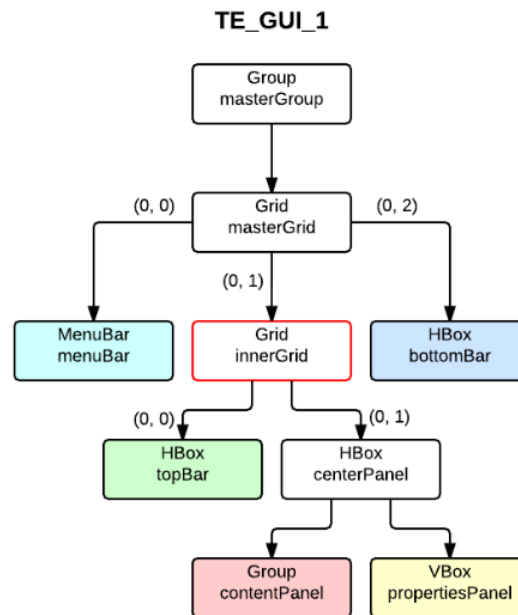 TE_GUI_1
Group
masterGroup
(0, 0)
Grid
masterGrid
(0, 2)
(0, 1)
MenuBar
menuBar
Grid
innerGrid
HBox
bottomBar
(0, 0)
(0, 1)
HBox
topBar
HBox
centerPanel
Group
contentPanel
VBox
propertiesPanel